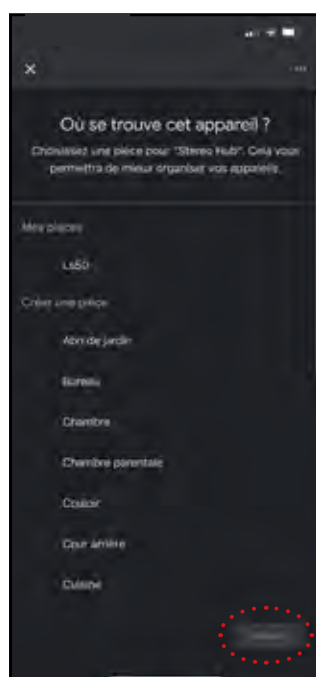 Où se trouve cet appareil ?
Choisissez une pièce pour "Stereo Hub". Cela vous
permettra de mieux organiser vos appareils.
Mes pièces
Ls50
Créer une pièce
Abri de jardin
Bureau
Chambre
Chambre parentale
Couloir
Cour arrière
Cuisine